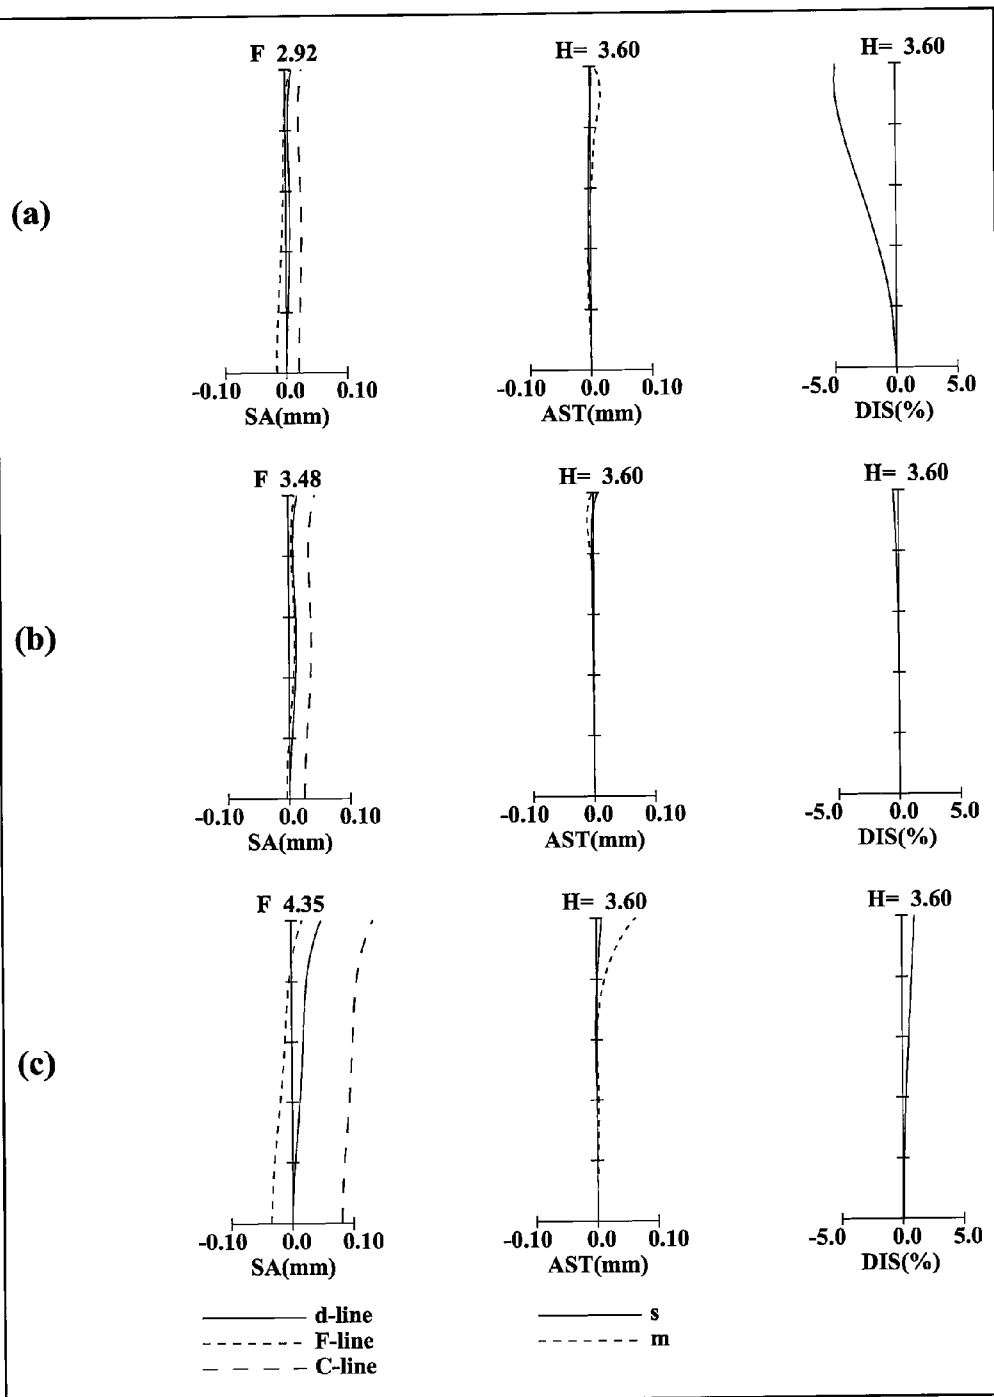 (a)
F 2.92
-0.10 0.0 0.10
SA(mm)
H= 3.60
-0.10 0.0 0.10
AST(mm)
H= 3.60
-5.0 0.0 5.0
DIS(%)
(b)
F 3.48
-0.10 0.0 0.10
SA(mm)
H= 3.60
-0.10 0.0 0.10
AST(mm)
H= 3.60
-5.0 0.0 5.0
DIS(%)
(c)
F 4.35
-0.10 0.0 0.10
SA(mm)
H= 3.60
-0.10 0.0 0.10
AST(mm)
H= 3.60
-5.0 0.0 5.0
DIS(%)
d-line
F-line
C-line
s
m